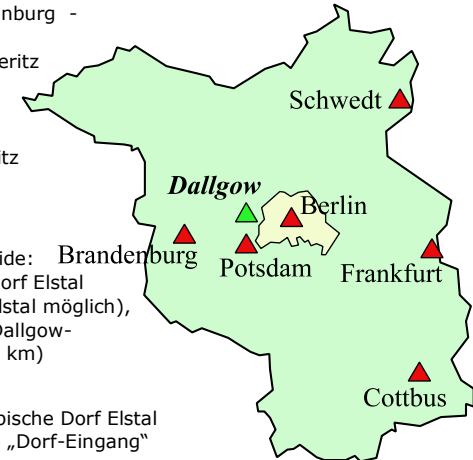 nburg -
eritz
itz
ide:
orf Elstal
lstal möglich),
Dallgow-
km)
bische Dorf Elstal
„Dorf-Eingang“
Schwedt
Dallgow
Berlin
Brandenburg
Potsdam
Frankfurt
Cottbus